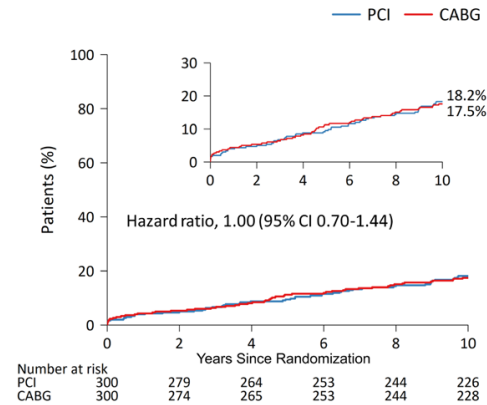 PCI CABG
100
80
60
40
20
0
Patients (%)
30
20
10
0
0 2 4 6 8 10
18.2%
17.5%
Hazard ratio, 1.00 (95% CI 0.70-1.44)
0 2 4 6 8 10
Years Since Randomization
Number at risk
PCI 300 279 264 253 244 226
CABG 300 274 265 253 244 228